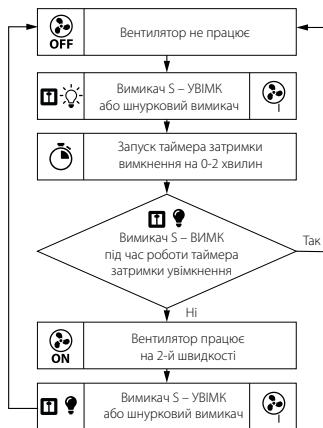 OFF
Вентилятор не працює
Вимикач S – УВІМК
або шнурковий вимикач
Запуск таймера затримки
вимкнення на 0-2 хвилин
Вимикач S – ВИМК
під час роботи таймера
затримки увімкнення
Так
Ні
ON
Вентилятор працює
на 2-й швидкості
Вимикач S – УВІМК
або шнурковий вимикач